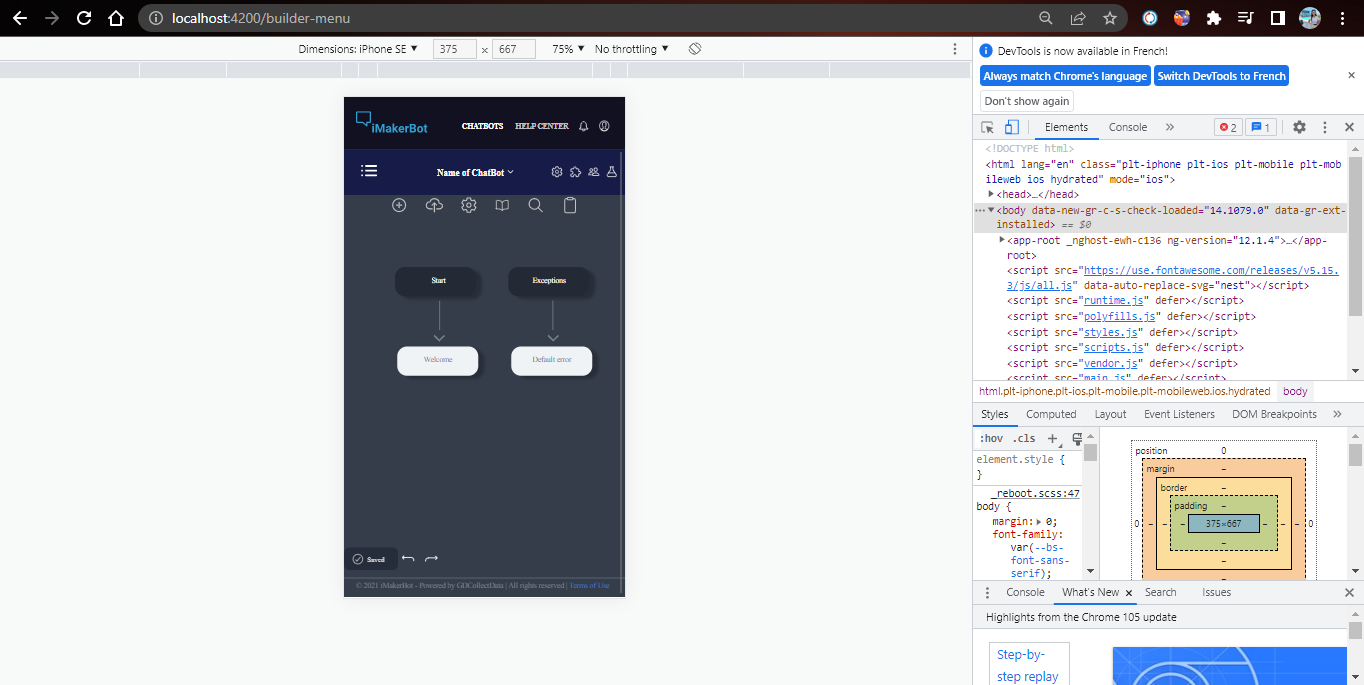 localhost:4200/builder-menu
Dimensions: iPhone SE ▼ 375 × 667 75% ▼ No throttling ▼
iMakerBot CHATBOTS HELP CENTER
Name of ChatBot
Start Exceptions
Welcome Default error
Saved
© 2021 iMakerBot - Powered by GDCollectData | All rights reserved | Terms of Use
DevTools is now available in French!
Always match Chrome's language Switch DevTools to French
Don't show again
Elements Console » 2 1
<!DOCTYPE html>
<html lang="en" class="plt-iphone plt-ios plt-mobile plt-mob
ileweb ios hydrated" mode="ios">
▶<head>…</head>
···▼<body data-new-gr-c-s-check-loaded="14.1079.0" data-gr-ext-
installed> == $0
▶<app-root _nghost-ewh-c136 ng-version="12.1.4">…</app-
root>
<script src="https://use.fontawesome.com/releases/v5.15.
3/js/all.js" data-auto-replace-svg="nest"></script>
<script src="runtime.js" defer></script>
<script src="polyfills.js" defer></script>
<script src="styles.js" defer></script>
<script src="scripts.js" defer></script>
<script src="vendor.js" defer></script>
<script src="main.js" defer></script>
html.plt-iphone.plt-ios.plt-mobile.plt-mobileweb.ios.hydrated body
Styles Computed Layout Event Listeners DOM Breakpoints »
:hov .cls +
element.style {
}
_reboot.scss:47
body {
margin:▶ 0;
font-family:
var(--bs-
font-sans-
serif);
position 0
margin –
border –
padding –
0 – – – 375×667 – – – 0
–
–
–
Console What's New × Search Issues
Highlights from the Chrome 105 update
Step-by-
step replay